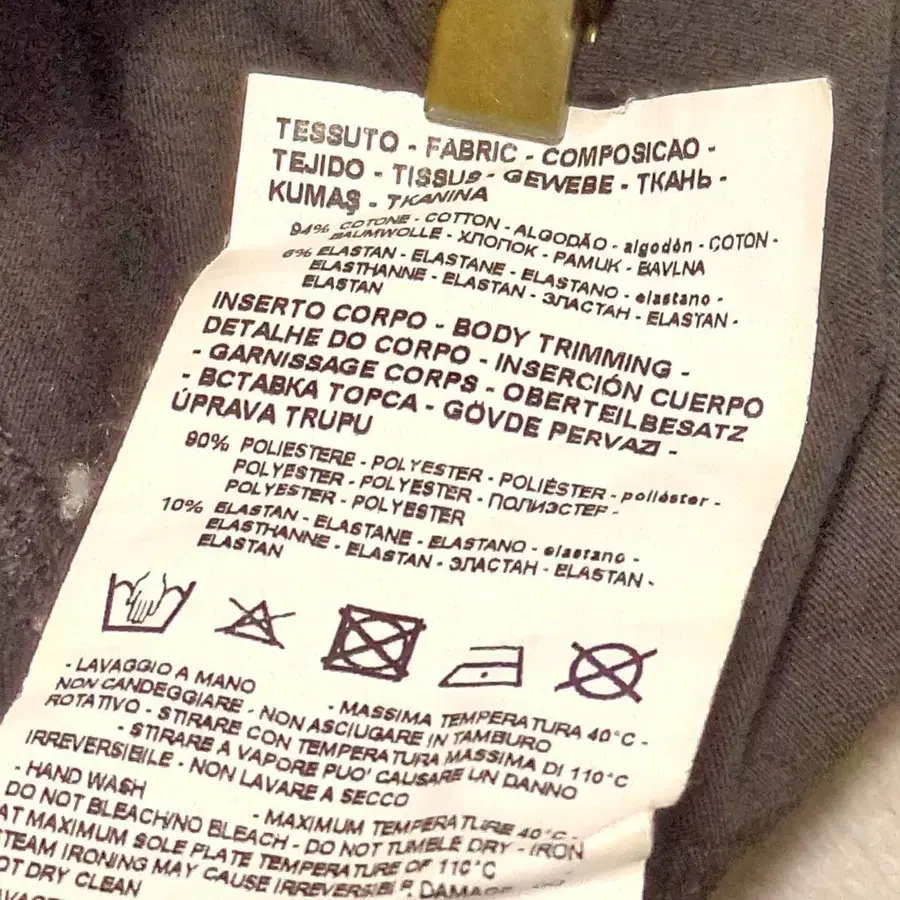 TESSUTO - FABRIC - COMPOSICAO -
TEJIDO - TISSUS - GEWEBE - ТКАНЬ -
KUMAŞ - TKANINA
94% COTONE - COTTON - ALGODÃO - algodón - COTON -
BAUMWOLLE - ХЛОПОК - PAMUK - BAVLNA
6% ELASTAN - ELASTANE - ELASTANO - elastano -
ELASTHANNE - ELASTAN - ЭЛАСТАН - ELASTAN -
ELASTAN
INSERTO CORPO - BODY TRIMMING -
DETALHE DO CORPO - INSERCIÓN CUERPO
- GARNISSAGE CORPS - OBERTEILBESATZ
- ВСТАВКА ТОРСА - GÖVDE PERVAZI -
ÚPRAVA TRUPU
90% POLIESTERE - POLYESTER - POLIÉSTER - poliéster -
POLYESTER - POLYESTER - ПОЛИЭСТЕР -
POLYESTER - POLYESTER
10% ELASTAN - ELASTANE - ELASTANO - elastano -
ELASTHANNE - ELASTAN - ЭЛАСТАН - ELASTAN -
ELASTAN
- LAVAGGIO A MANO - MASSIMA TEMPERATURA 40°C -
NON CANDEGGIARE - NON ASCIUGARE IN TAMBURO
ROTATIVO - STIRARE CON TEMPERATURA MASSIMA DI 110°C
- STIRARE A VAPORE PUO' CAUSARE UN DANNO
IRREVERSIBILE - NON LAVARE A SECCO
- HAND WASH - MAXIMUM TEMPERATURE 40°C -
DO NOT BLEACH/NO BLEACH - DO NOT TUMBLE DRY - IRON
AT MAXIMUM SOLE PLATE TEMPERATURE OF 110°C
STEAM IRONING MAY CAUSE IRREVERSIBLE DAMAGE
NOT DRY CLEAN